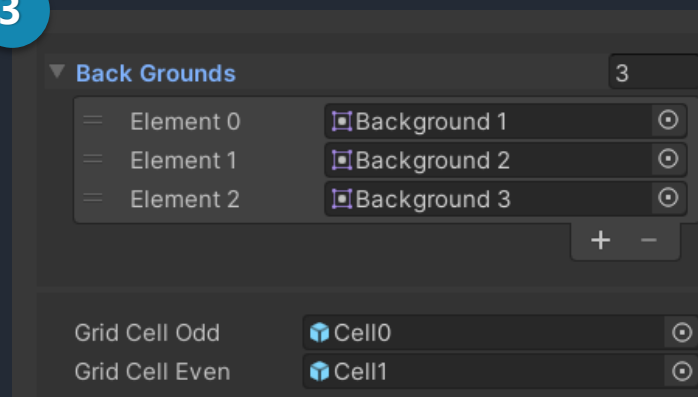 3
Back Grounds 3
Element 0 Background 1
Element 1 Background 2
Element 2 Background 3
+ −
Grid Cell Odd Cell0
Grid Cell Even Cell1